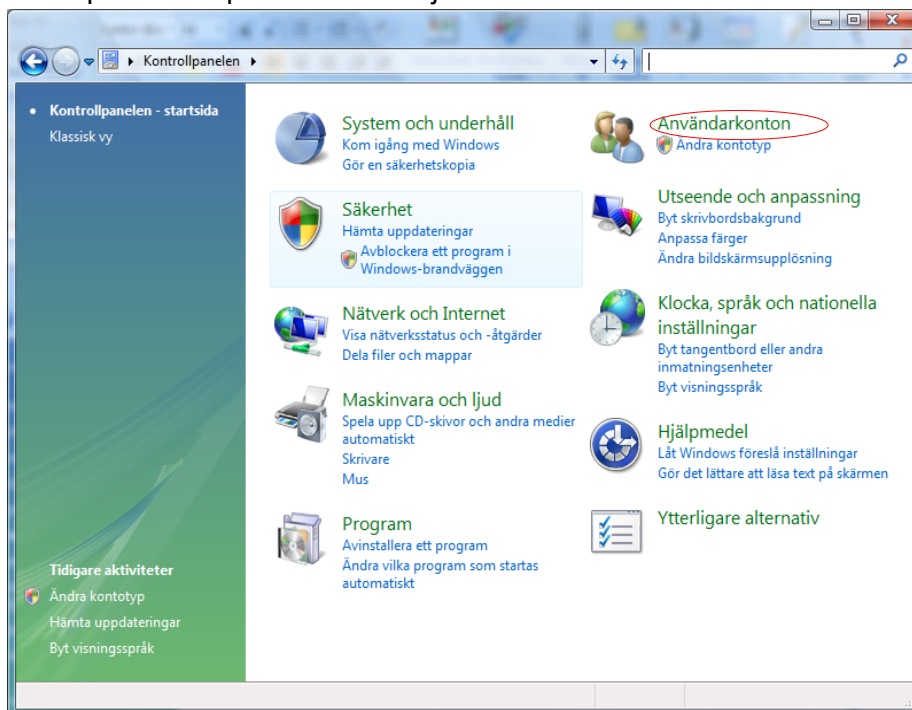 Kontrollpanelen
Kontrollpanelen - startsida
Klassisk vy
System och underhåll
Kom igång med Windows
Gör en säkerhetskopia
Säkerhet
Hämta uppdateringar
Avblockera ett program i
Windows-brandväggen
Nätverk och Internet
Visa nätverksstatus och -åtgärder
Dela filer och mappar
Maskinvara och ljud
Spela upp CD-skivor och andra medier
automatiskt
Skrivare
Mus
Program
Avinstallera ett program
Ändra vilka program som startas
automatiskt
Användarkonton
Ändra kontotyp
Utseende och anpassning
Byt skrivbordsbakgrund
Anpassa färger
Ändra bildskärmsupplösning
Klocka, språk och nationella
inställningar
Byt tangentbord eller andra
inmatningsenheter
Byt visningsspråk
Hjälpmedel
Låt Windows föreslå inställningar
Gör det lättare att läsa text på skärmen
Ytterligare alternativ
Tidigare aktiviteter
Ändra kontotyp
Hämta uppdateringar
Byt visningsspråk